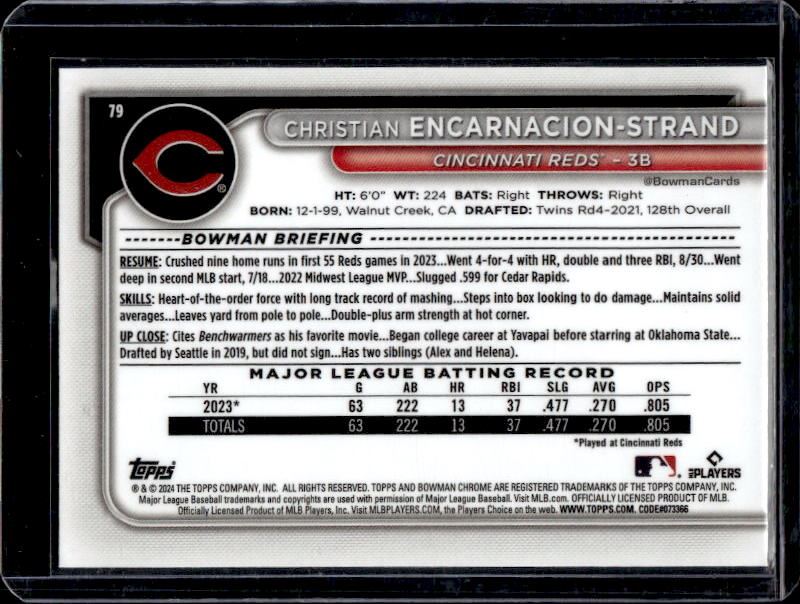 79
CHRISTIAN ENCARNACION-STRAND
CINCINNATI REDS™ - 3B
@BowmanCards
HT: 6'0" WT: 224 BATS: Right THROWS: Right
BORN: 12-1-99, Walnut Creek, CA DRAFTED: Twins Rd4-2021, 128th Overall
BOWMAN BRIEFING
RESUME: Crushed nine home runs in first 55 Reds games in 2023...Went 4-for-4 with HR, double and three RBI, 8/30...Went
deep in second MLB start, 7/18...2022 Midwest League MVP...Slugged .599 for Cedar Rapids.
SKILLS: Heart-of-the-order force with long track record of mashing...Steps into box looking to do damage...Maintains solid
averages...Leaves yard from pole to pole...Double-plus arm strength at hot corner.
UP CLOSE: Cites Benchwarmers as his favorite movie...Began college career at Yavapai before starring at Oklahoma State...
Drafted by Seattle in 2019, but did not sign...Has two siblings (Alex and Helena).
MAJOR LEAGUE BATTING RECORD
YR G AB HR RBI SLG AVG OPS
2023* 63 222 13 37 .477 .270 .805
TOTALS 63 222 13 37 .477 .270 .805
*Played at Cincinnati Reds
Topps
PLAYERS
® & © 2024 THE TOPPS COMPANY, INC. ALL RIGHTS RESERVED. TOPPS AND BOWMAN CHROME ARE REGISTERED TRADEMARKS OF THE TOPPS COMPANY, INC.
Major League Baseball trademarks and copyrights are used with permission of Major League Baseball. Visit MLB.com. OFFICIALLY LICENSED PRODUCT OF MLB.
Officially Licensed Product of MLB Players, Inc. Visit MLBPLAYERS.COM, the Players Choice on the web. WWW.TOPPS.COM. CODE#073366